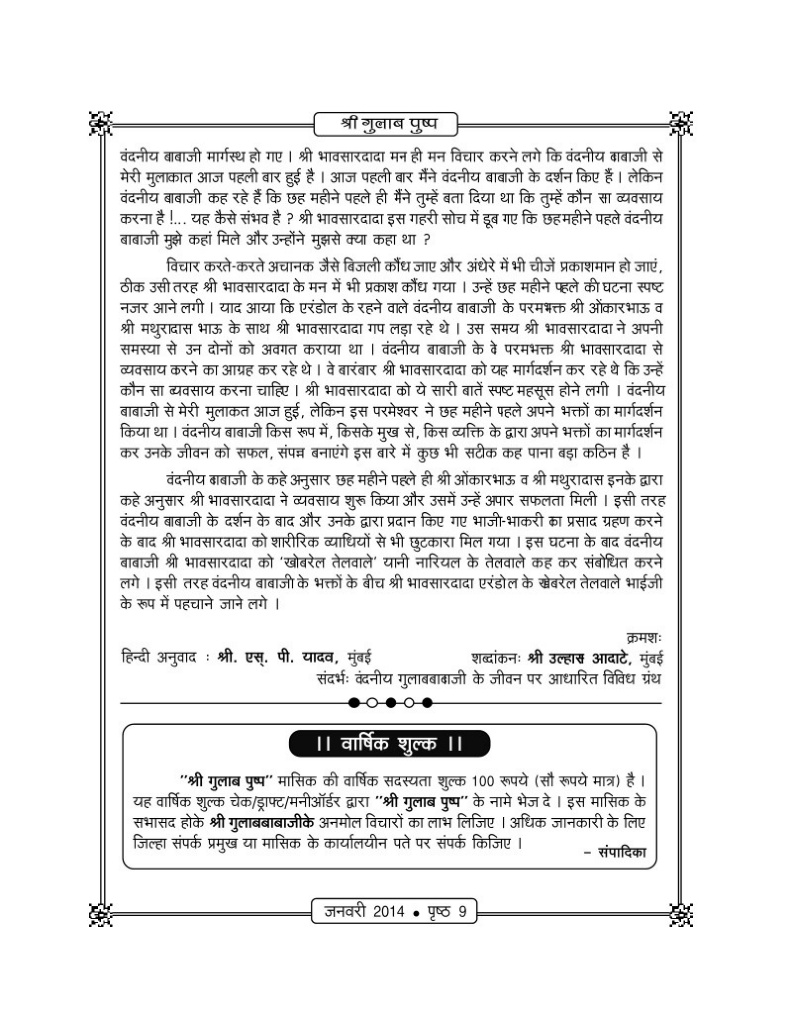 श्री गुलाब पुष्प
वंदनीय बाबाजी मार्गस्थ हो गए । श्री भावसारदादा मन ही मन विचार करने लगे कि वंदनीय बाबाजी से
मेरी मुलाकात आज पहली बार हुई है । आज पहली बार मैंने वंदनीय बाबाजी के दर्शन किए हैं । लेकिन
वंदनीय बाबाजी कह रहे हैं कि छह महीने पहले ही मैंने तुम्हें बता दिया था कि तुम्हें कौन सा व्यवसाय
करना है !... यह कैसे संभव है ? श्री भावसारदादा इस गहरी सोच में डूब गए कि छह महीने पहले वंदनीय
बाबाजी मुझे कहां मिले और उन्होंने मुझसे क्या कहा था ?
विचार करते-करते अचानक जैसे बिजली कौंध जाए और अंधेरे में भी चीजें प्रकाशमान हो जाएं,
ठीक उसी तरह श्री भावसारदादा के मन में भी प्रकाश कौंध गया । उन्हें छह महीने पहले की घटना स्पष्ट
नजर आने लगी । याद आया कि एरंडोल के रहने वाले वंदनीय बाबाजी के परमभक्त श्री ओंकारभाऊ व
श्री मथुरादास भाऊ के साथ श्री भावसारदादा गप लड़ा रहे थे । उस समय श्री भावसारदादा ने अपनी
समस्या से उन दोनों को अवगत कराया था । वंदनीय बाबाजी के वे परमभक्त श्री भावसारदादा से
व्यवसाय करने का आग्रह कर रहे थे । वे बारंबार श्री भावसारदादा को यह मार्गदर्शन कर रहे थे कि उन्हें
कौन सा व्यवसाय करना चाहिए । श्री भावसारदादा को ये सारी बातें स्पष्ट महसूस होने लगी । वंदनीय
बाबाजी से मेरी मुलाकत आज हुई, लेकिन इस परमेश्वर ने छह महीने पहले अपने भक्तों का मार्गदर्शन
किया था । वंदनीय बाबाजी किस रूप में, किसके मुख से, किस व्यक्ति के द्वारा अपने भक्तों का मार्गदर्शन
कर उनके जीवन को सफल, संपन्न बनाएंगे इस बारे में कुछ भी सटीक कह पाना बड़ा कठिन है ।
वंदनीय बाबाजी के कहे अनुसार छह महीने पहले ही श्री ओंकारभाऊ व श्री मथुरादास इनके द्वारा
कहे अनुसार श्री भावसारदादा ने व्यवसाय शुरू किया और उसमें उन्हें अपार सफलता मिली । इसी तरह
वंदनीय बाबाजी के दर्शन के बाद और उनके द्वारा प्रदान किए गए भाजी-भाकरी का प्रसाद ग्रहण करने
के बाद श्री भावसारदादा को शारीरिक व्याधियों से भी छुटकारा मिल गया । इस घटना के बाद वंदनीय
बाबाजी श्री भावसारदादा को 'खोबरेल तेलवाले' यानी नारियल के तेलवाले कह कर संबोधित करने
लगे । इसी तरह वंदनीय बाबाजी के भक्तों के बीच श्री भावसारदादा एरंडोल के खोबरेल तेलवाले भाईजी
के रूप में पहचाने जाने लगे ।
क्रमशः
हिन्दी अनुवाद : श्री. एस्. पी. यादव, मुंबई शब्दांकनः श्री उल्हास आदाटे, मुंबई
संदर्भः वंदनीय गुलाबबाबाजी के जीवन पर आधारित विविध ग्रंथ
।। वार्षिक शुल्क ।।
"श्री गुलाब पुष्प" मासिक की वार्षिक सदस्यता शुल्क 100 रूपये (सौ रूपये मात्र) है ।
यह वार्षिक शुल्क चेक/ड्राफ्ट/मनीऑर्डर द्वारा "श्री गुलाब पुष्प" के नामे भेज दे । इस मासिक के
सभासद होके श्री गुलाबबाबाजीके अनमोल विचारों का लाभ लिजिए । अधिक जानकारी के लिए
जिल्हा संपर्क प्रमुख या मासिक के कार्यालयीन पते पर संपर्क किजिए ।
– संपादिका
जनवरी 2014 • पृष्ठ 9